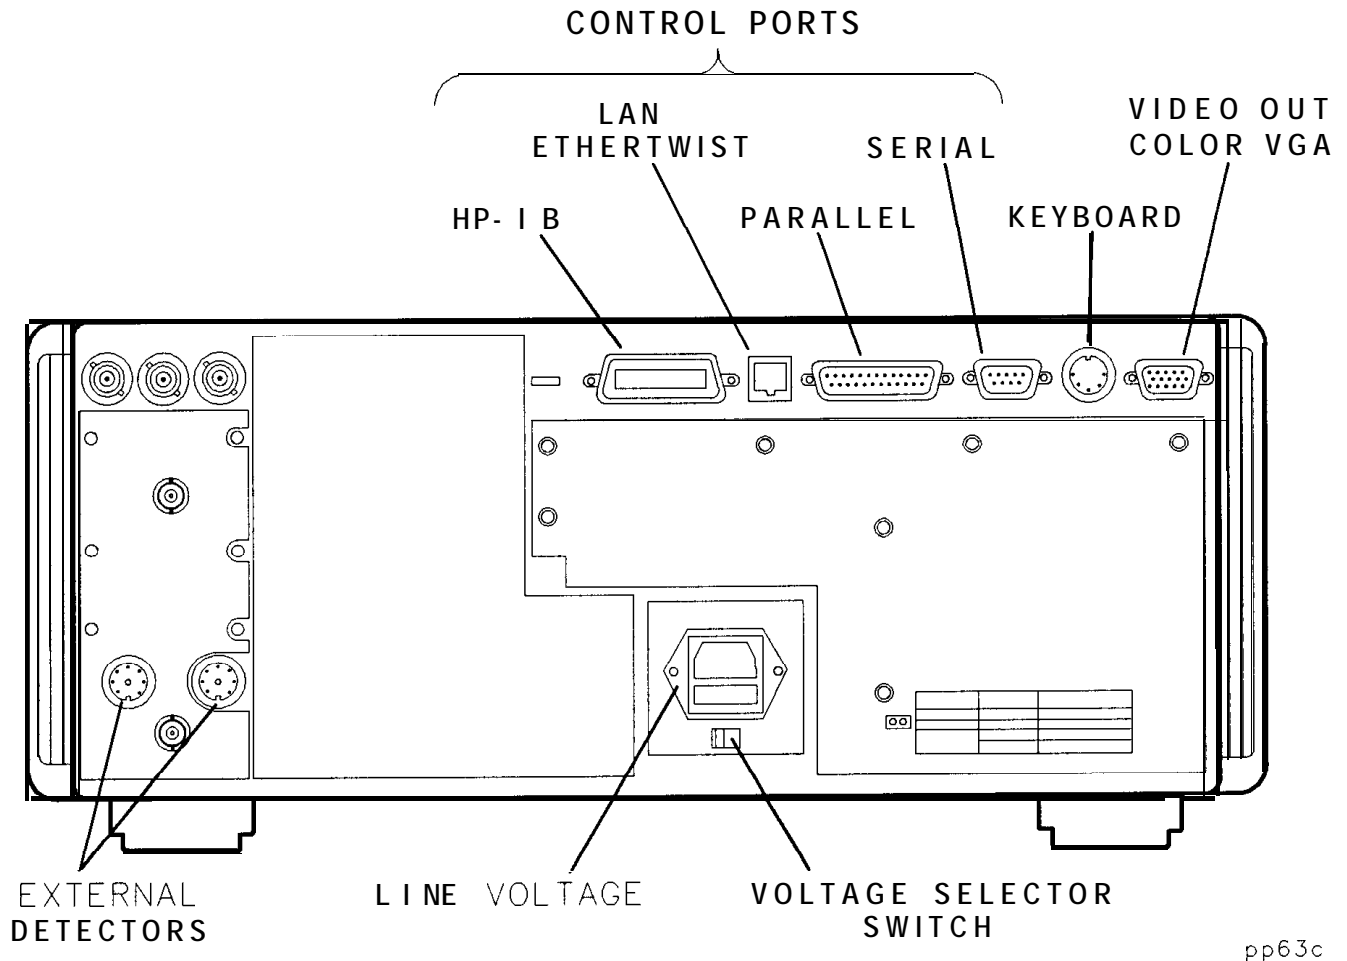 CONTROL PORTS
LAN
ETHERTWIST
SERIAL
VIDEO OUT
COLOR VGA
HP-IB
PARALLEL
KEYBOARD
EXTERNAL
DETECTORS
LINE VOLTAGE
VOLTAGE SELECTOR
SWITCH
pp63c